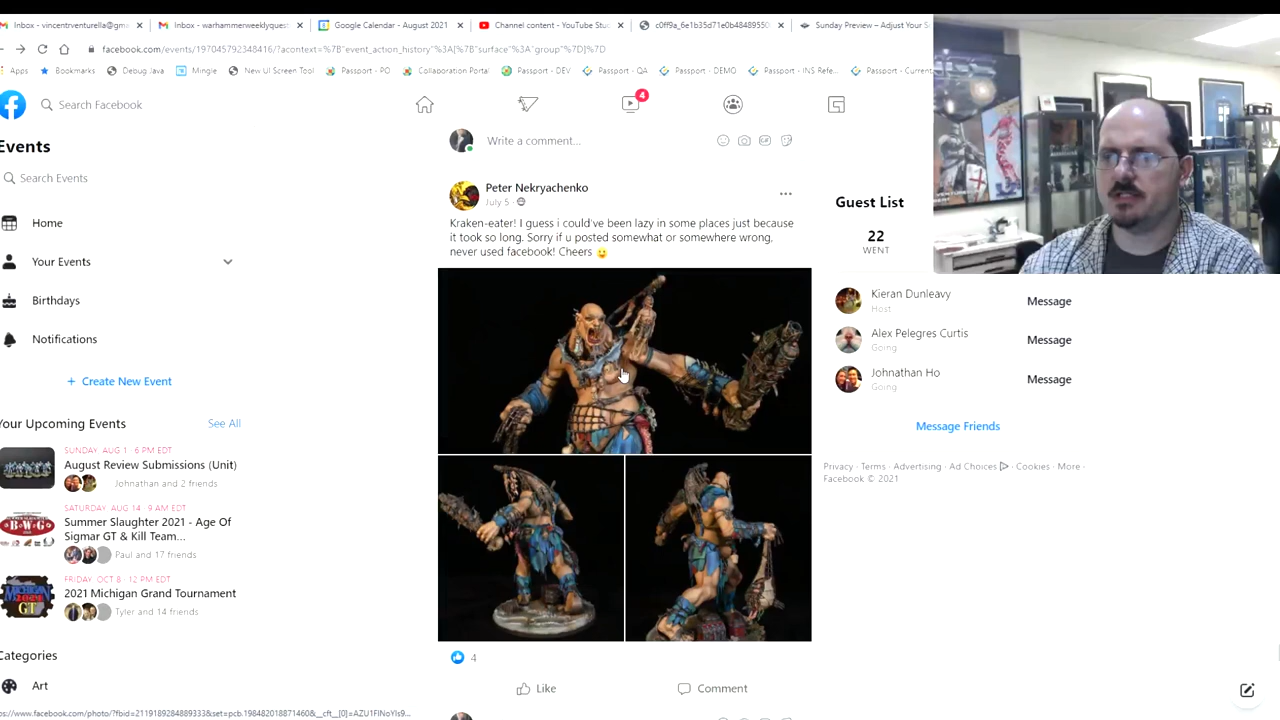 Inbox - vincentrventurella@gm
Inbox - warhammerweeklyques
Google Calendar - August 2021
Channel content - YouTube Stu
c0ff9a_6e1b35d71e0b4848955
Sunday Preview – Adjust Your S
facebook.com/events/197045792348416/?acontext=%7B"event_action_history"%3A[%7B"surface"%3A"group"%7D]%7D
Apps
Bookmarks
Debug Java
Mingle
New UI Screen Tool
Passport - PO
Collaboration Portal
Passport - DEV
Passport - QA
Passport - DEMO
Passport - INS Refe...
Passport - Current
Search Facebook
4
Events
Search Events
Home
Your Events
Birthdays
Notifications
+ Create New Event
Your Upcoming Events
See All
SUNDAY, AUG 1 · 6 PM EDT
August Review Submissions (Unit)
Johnathan and 2 friends
SATURDAY, AUG 14 · 9 AM EDT
Summer Slaughter 2021 - Age Of
Sigmar GT & Kill Team...
Paul and 17 friends
FRIDAY, OCT 8 · 12 PM EDT
2021 Michigan Grand Tournament
Tyler and 14 friends
Categories
Art
Write a comment...
Peter Nekryachenko
July 5
Kraken-eater! I guess i could've been lazy in some places just because
it took so long. Sorry if u posted somewhat or somewhere wrong,
never used facebook! Cheers
4
Like
Comment
Guest List
22
WENT
Kieran Dunleavy
Host
Message
Alex Pelegres Curtis
Going
Message
Johnathan Ho
Going
Message
Message Friends
Privacy · Terms · Advertising · Ad Choices · Cookies · More ·
Facebook © 2021